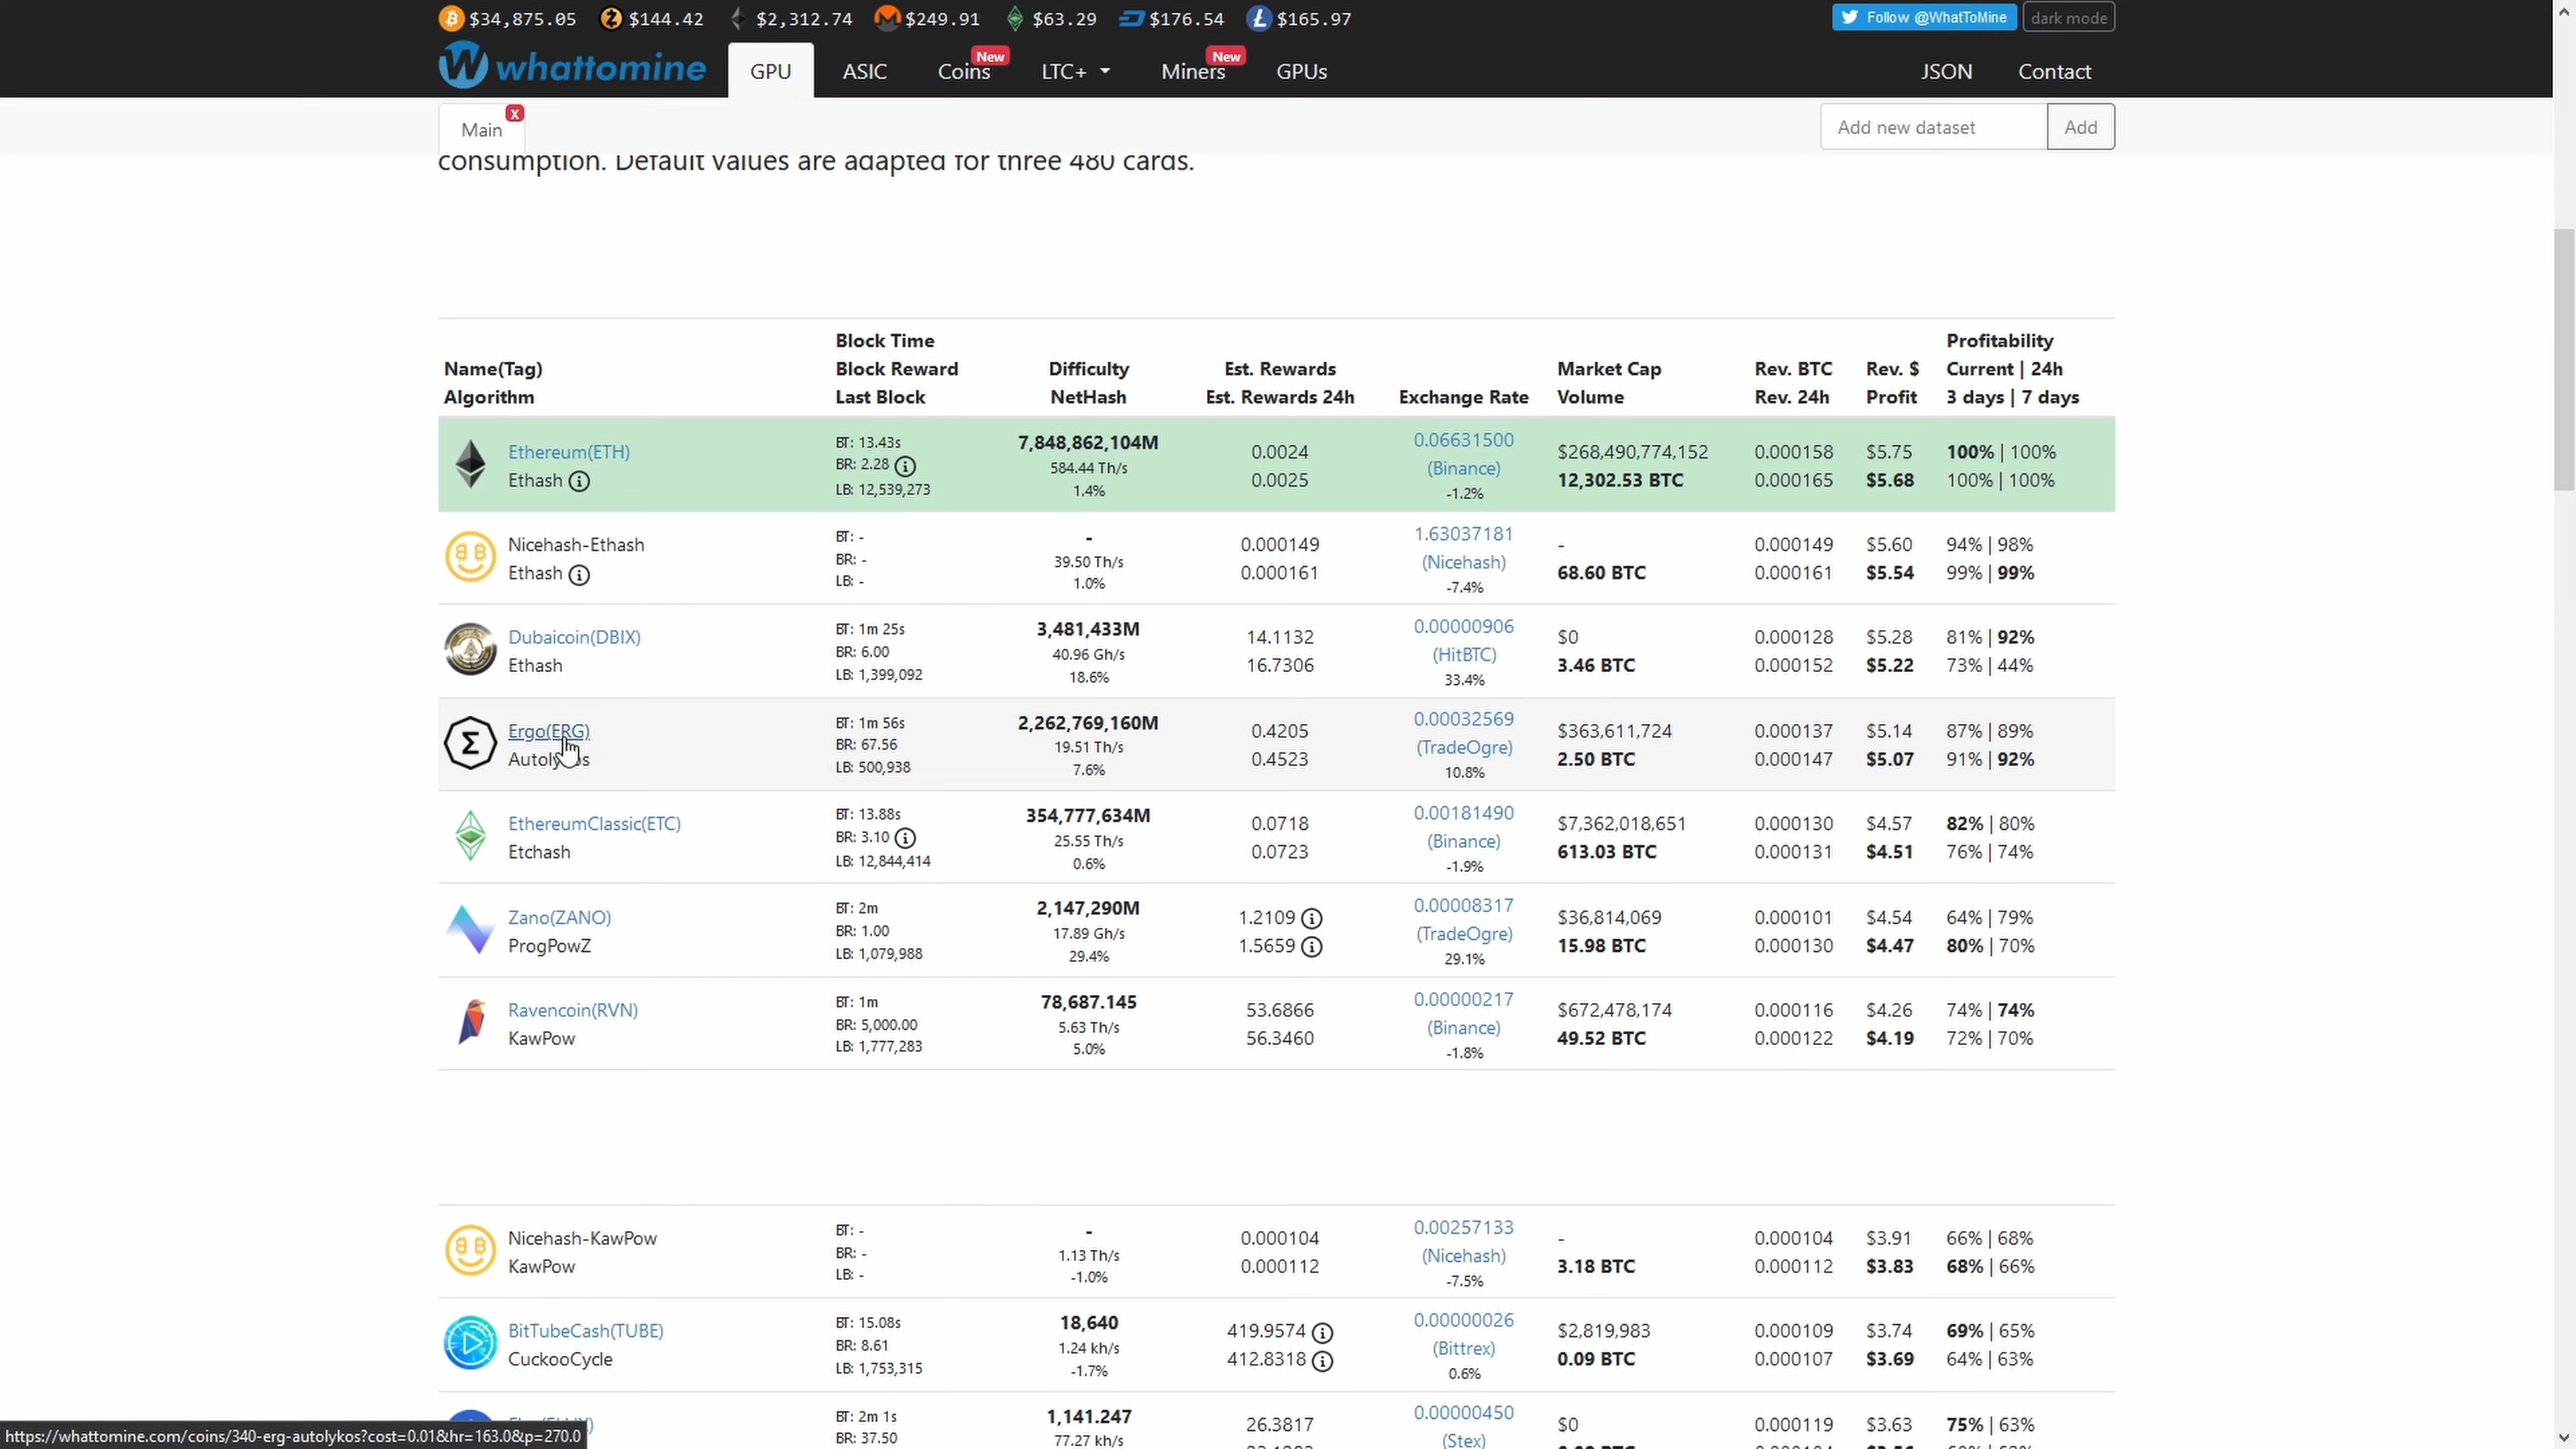 $34,875.05 $144.42 $2,312.74 $249.91 $63.29 $176.54 $165.97 Follow @WhatToMine dark mode
whattomine GPU ASIC Coins New LTC+ Miners New GPUs JSON Contact
Main x Add new dataset Add
consumption. Default values are adapted for three 480 cards.
Block Time Profitability
Name(Tag) Block Reward Difficulty Est. Rewards Market Cap Rev. BTC Rev. $ Current | 24h
Algorithm Last Block NetHash Est. Rewards 24h Exchange Rate Volume Rev. 24h Profit 3 days | 7 days
Ethereum(ETH) BT: 13.43s 7,848,862,104M 0.0024 0.06631500 $268,490,774,152 0.000158 $5.75 100% | 100%
Ethash BR: 2.28 584.44 Th/s 0.0025 (Binance) 12,302.53 BTC 0.000165 $5.68 100% | 100%
LB: 12,539,273 1.4% -1.2%
Nicehash-Ethash BT: - - 0.000149 1.63037181 - 0.000149 $5.60 94% | 98%
Ethash BR: - 39.50 Th/s 0.000161 (Nicehash) 68.60 BTC 0.000161 $5.54 99% | 99%
LB: - 1.0% -7.4%
Dubaicoin(DBIX) BT: 1m 25s 3,481,433M 14.1132 0.00000906 $0 0.000128 $5.28 81% | 92%
Ethash BR: 6.00 40.96 Gh/s 16.7306 (HitBTC) 3.46 BTC 0.000152 $5.22 73% | 44%
LB: 1,399,092 18.6% 33.4%
Ergo(ERG) BT: 1m 56s 2,262,769,160M 0.4205 0.00032569 $363,611,724 0.000137 $5.14 87% | 89%
Autolykos BR: 67.56 19.51 Th/s 0.4523 (TradeOgre) 2.50 BTC 0.000147 $5.07 91% | 92%
LB: 500,938 7.6% 10.8%
EthereumClassic(ETC) BT: 13.88s 354,777,634M 0.0718 0.00181490 $7,362,018,651 0.000130 $4.57 82% | 80%
Etchash BR: 3.10 25.55 Th/s 0.0723 (Binance) 613.03 BTC 0.000131 $4.51 76% | 74%
LB: 12,844,414 0.6% -1.9%
Zano(ZANO) BT: 2m 2,147,290M 1.2109 0.00008317 $36,814,069 0.000101 $4.54 64% | 79%
ProgPowZ BR: 1.00 17.89 Gh/s 1.5659 (TradeOgre) 15.98 BTC 0.000130 $4.47 80% | 70%
LB: 1,079,988 29.4% 29.1%
Ravencoin(RVN) BT: 1m 78,687.145 53.6866 0.00000217 $672,478,174 0.000116 $4.26 74% | 74%
KawPow BR: 5,000.00 5.63 Th/s 56.3460 (Binance) 49.52 BTC 0.000122 $4.19 72% | 70%
LB: 1,777,283 5.0% -1.8%
Nicehash-KawPow BT: - - 0.000104 0.00257133 - 0.000104 $3.91 66% | 68%
KawPow BR: - 1.13 Th/s 0.000112 (Nicehash) 3.18 BTC 0.000112 $3.83 68% | 66%
LB: - -1.0% -7.5%
BitTubeCash(TUBE) BT: 15.08s 18,640 419.9574 0.00000026 $2,819,983 0.000109 $3.74 69% | 65%
CuckooCycle BR: 8.61 1.24 kh/s 412.8318 (Bittrex) 0.09 BTC 0.000107 $3.69 64% | 63%
LB: 1,753,315 -1.7% 0.6%
BT: 2m 1s 1,141.247 26.3817 0.00000450 $0 0.000119 $3.63 75% | 63%
BR: 37.50 77.27 kh/s (Stex)
https://whattomine.com/coins/340-erg-autolykos?cost=0.01&hr=163.0&p=270.0